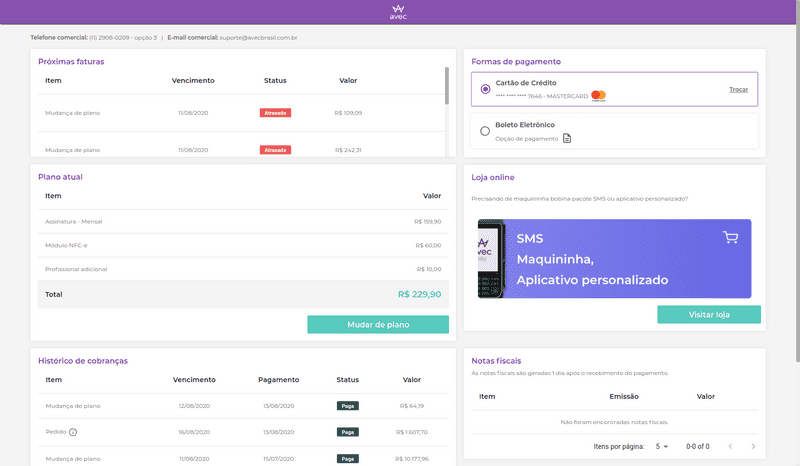 avec
Telefone comercial: (11) 2908-0209 - opção 3 | E-mail comercial: suporte@avecbrasil.com.br
Próximas faturas
Item Vencimento Status Valor
Mudança de plano 11/08/2020 Atrasada R$ 109,09
Mudança de plano 11/08/2020 Atrasada R$ 242,31
Formas de pagamento
Cartão de Crédito
**** **** **** 7646 - MASTERCARD
Trocar
Boleto Eletrônico
Opção de pagamento
Plano atual
Item Valor
Assinatura - Mensal R$ 159,90
Módulo NFC-e R$ 60,00
Profissional adicional R$ 10,00
Total R$ 229,90
Mudar de plano
Loja online
Precisando de maquininha bobina pacote SMS ou aplicativo personalizado?
SMS
Maquininha,
Aplicativo personalizado
Visitar loja
Histórico de cobranças
Item Vencimento Pagamento Status Valor
Mudança de plano 12/08/2020 13/08/2020 Paga R$ 64,19
Pedido 16/08/2020 13/08/2020 Paga R$ 1.607,70
Mudança de plano 11/08/2020 15/07/2020 Paga R$ 10.177,96
Notas fiscais
As notas fiscais são geradas 1 dia após o recebimento do pagamento.
Item Emissão Valor
Não foram encontradas notas fiscais.
Itens por página: 5 0-0 of 0